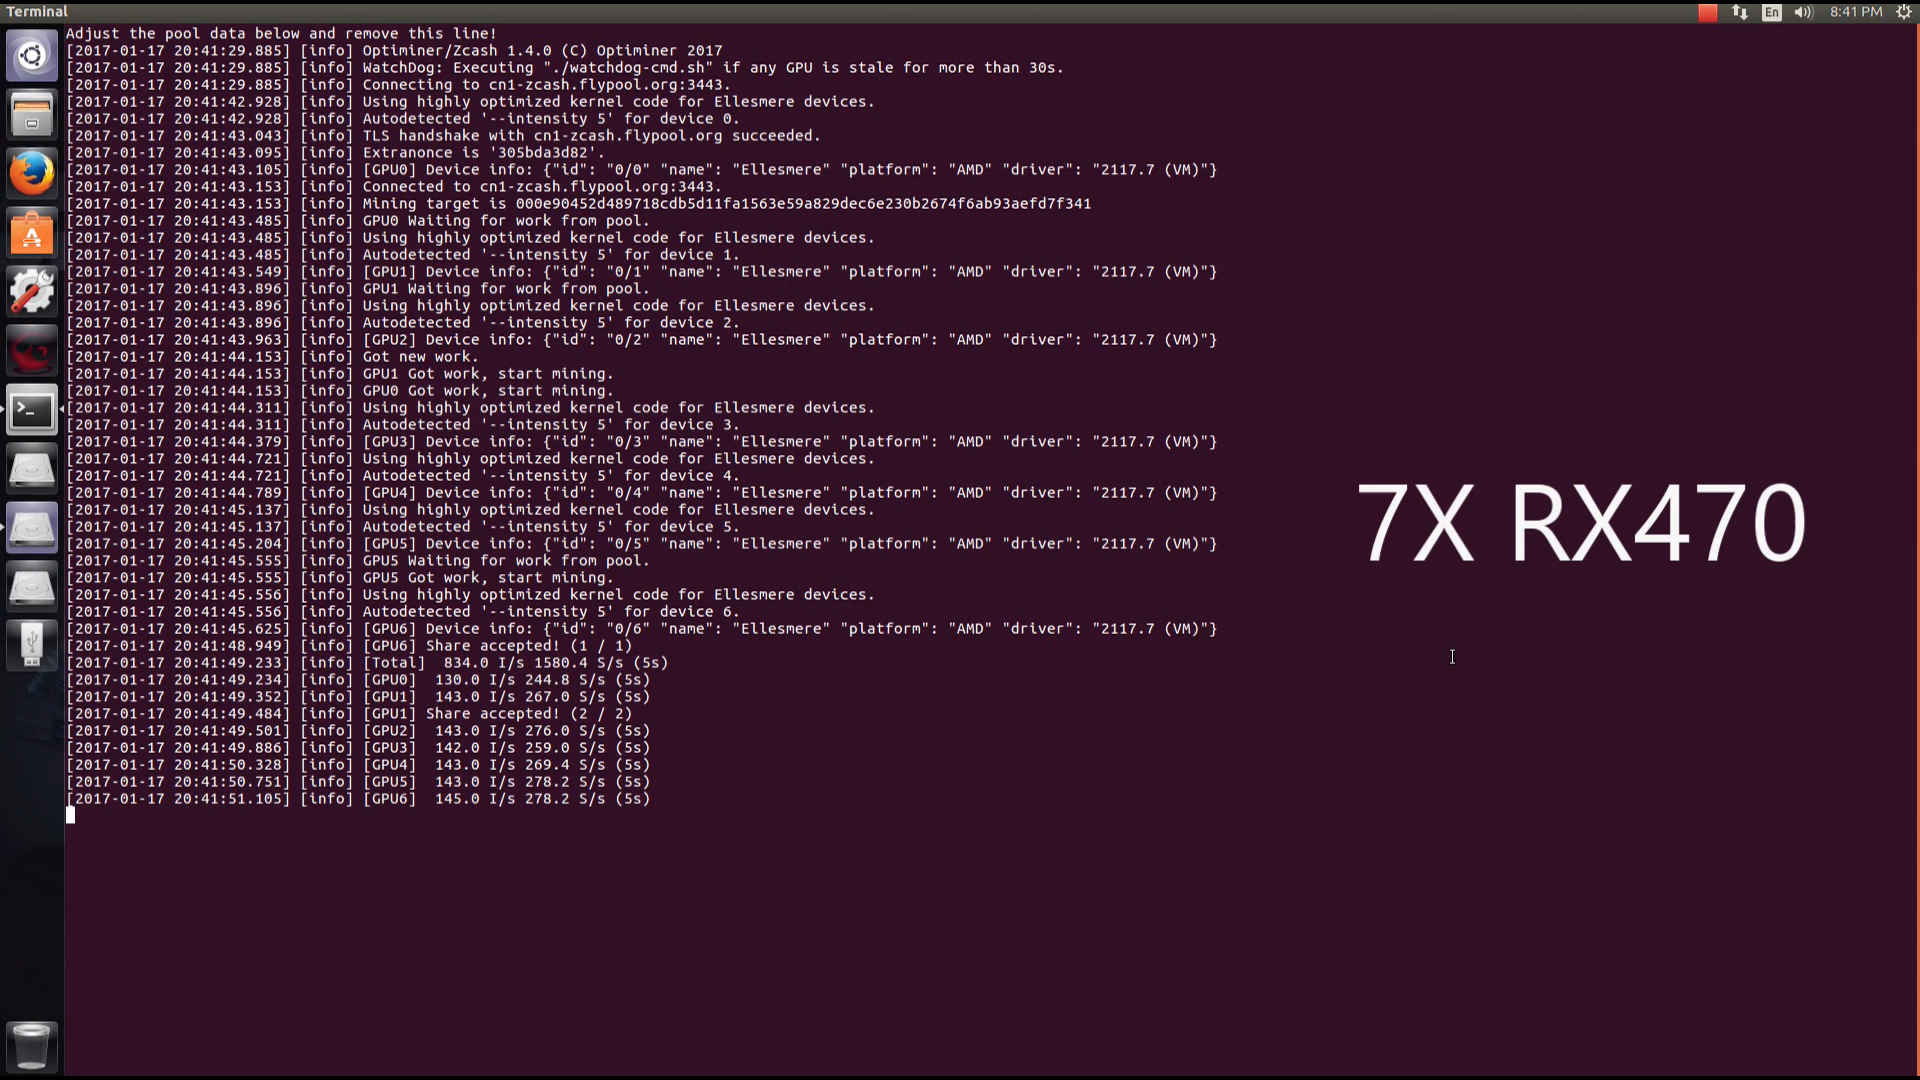 Terminal
En
8:41 PM
Adjust the pool data below and remove this line!
[2017-01-17 20:41:29.885] [info] Optiminer/Zcash 1.4.0 (C) Optiminer 2017
[2017-01-17 20:41:29.885] [info] WatchDog: Executing "./watchdog-cmd.sh" if any GPU is stale for more than 30s.
[2017-01-17 20:41:29.885] [info] Connecting to cn1-zcash.flypool.org:3443.
[2017-01-17 20:41:42.928] [info] Using highly optimized kernel code for Ellesmere devices.
[2017-01-17 20:41:42.928] [info] Autodetected '--intensity 5' for device 0.
[2017-01-17 20:41:43.043] [info] TLS handshake with cn1-zcash.flypool.org succeeded.
[2017-01-17 20:41:43.095] [info] Extranonce is '305bda3d82'.
[2017-01-17 20:41:43.105] [info] [GPU0] Device info: {"id": "0/0" "name": "Ellesmere" "platform": "AMD" "driver": "2117.7 (VM)"}
[2017-01-17 20:41:43.153] [info] Connected to cn1-zcash.flypool.org:3443.
[2017-01-17 20:41:43.153] [info] Mining target is 000e90452d489718cdb5d11fa1563e59a829dec6e230b2674f6ab93aefd7f341
[2017-01-17 20:41:43.485] [info] GPU0 Waiting for work from pool.
[2017-01-17 20:41:43.485] [info] Using highly optimized kernel code for Ellesmere devices.
[2017-01-17 20:41:43.485] [info] Autodetected '--intensity 5' for device 1.
[2017-01-17 20:41:43.549] [info] [GPU1] Device info: {"id": "0/1" "name": "Ellesmere" "platform": "AMD" "driver": "2117.7 (VM)"}
[2017-01-17 20:41:43.896] [info] GPU1 Waiting for work from pool.
[2017-01-17 20:41:43.896] [info] Using highly optimized kernel code for Ellesmere devices.
[2017-01-17 20:41:43.896] [info] Autodetected '--intensity 5' for device 2.
[2017-01-17 20:41:43.963] [info] [GPU2] Device info: {"id": "0/2" "name": "Ellesmere" "platform": "AMD" "driver": "2117.7 (VM)"}
[2017-01-17 20:41:44.153] [info] Got new work.
[2017-01-17 20:41:44.153] [info] GPU1 Got work, start mining.
[2017-01-17 20:41:44.153] [info] GPU0 Got work, start mining.
[2017-01-17 20:41:44.311] [info] Using highly optimized kernel code for Ellesmere devices.
[2017-01-17 20:41:44.311] [info] Autodetected '--intensity 5' for device 3.
[2017-01-17 20:41:44.379] [info] [GPU3] Device info: {"id": "0/3" "name": "Ellesmere" "platform": "AMD" "driver": "2117.7 (VM)"}
[2017-01-17 20:41:44.721] [info] Using highly optimized kernel code for Ellesmere devices.
[2017-01-17 20:41:44.721] [info] Autodetected '--intensity 5' for device 4.
[2017-01-17 20:41:44.789] [info] [GPU4] Device info: {"id": "0/4" "name": "Ellesmere" "platform": "AMD" "driver": "2117.7 (VM)"}
[2017-01-17 20:41:45.137] [info] Using highly optimized kernel code for Ellesmere devices.
[2017-01-17 20:41:45.137] [info] Autodetected '--intensity 5' for device 5.
[2017-01-17 20:41:45.204] [info] [GPU5] Device info: {"id": "0/5" "name": "Ellesmere" "platform": "AMD" "driver": "2117.7 (VM)"}
[2017-01-17 20:41:45.555] [info] GPU5 Waiting for work from pool.
[2017-01-17 20:41:45.555] [info] GPU5 Got work, start mining.
[2017-01-17 20:41:45.556] [info] Using highly optimized kernel code for Ellesmere devices.
[2017-01-17 20:41:45.556] [info] Autodetected '--intensity 5' for device 6.
[2017-01-17 20:41:45.625] [info] [GPU6] Device info: {"id": "0/6" "name": "Ellesmere" "platform": "AMD" "driver": "2117.7 (VM)"}
[2017-01-17 20:41:48.949] [info] [GPU6] Share accepted! (1 / 1)
[2017-01-17 20:41:49.233] [info] [Total]  834.0 I/s 1580.4 S/s (5s)
[2017-01-17 20:41:49.234] [info] [GPU0]  130.0 I/s 244.8 S/s (5s)
[2017-01-17 20:41:49.352] [info] [GPU1]  143.0 I/s 267.0 S/s (5s)
[2017-01-17 20:41:49.484] [info] [GPU1] Share accepted! (2 / 2)
[2017-01-17 20:41:49.501] [info] [GPU2]  143.0 I/s 276.0 S/s (5s)
[2017-01-17 20:41:49.886] [info] [GPU3]  142.0 I/s 259.0 S/s (5s)
[2017-01-17 20:41:50.328] [info] [GPU4]  143.0 I/s 269.4 S/s (5s)
[2017-01-17 20:41:50.751] [info] [GPU5]  143.0 I/s 278.2 S/s (5s)
[2017-01-17 20:41:51.105] [info] [GPU6]  145.0 I/s 278.2 S/s (5s)
7X RX470